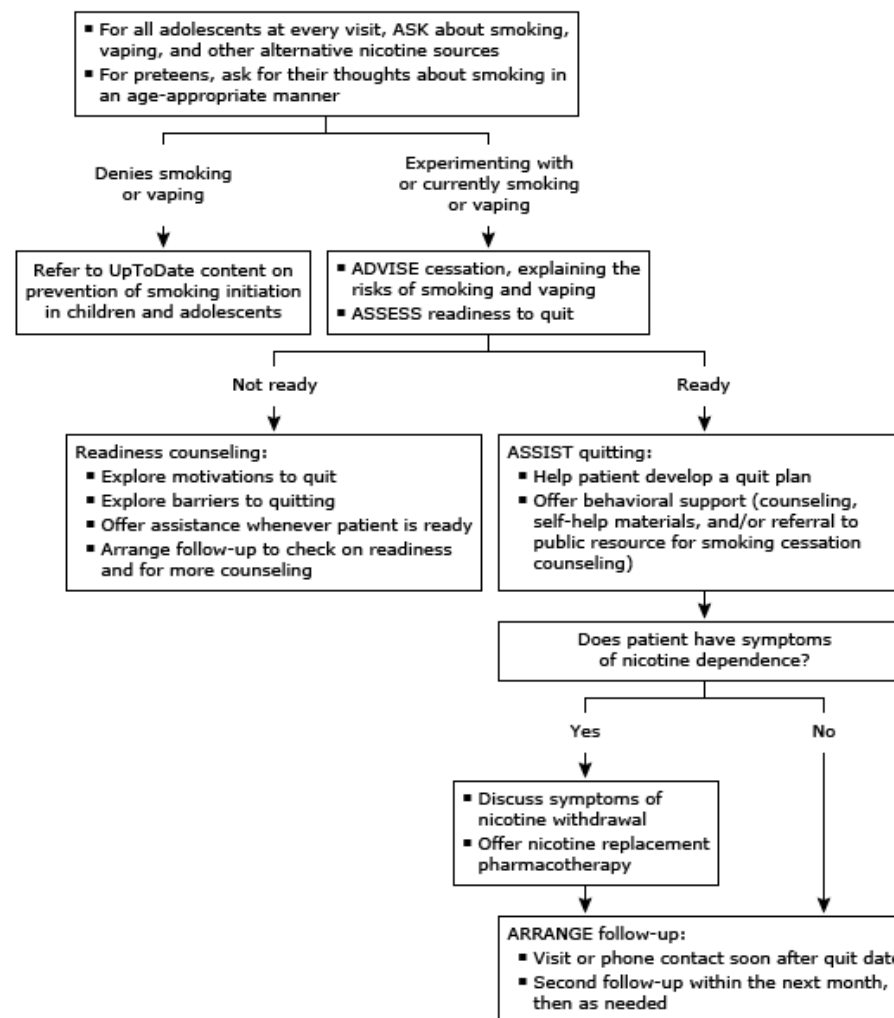 ▪ For all adolescents at every visit, ASK about smoking,
vaping, and other alternative nicotine sources
▪ For preteens, ask for their thoughts about smoking in
an age-appropriate manner
Denies smoking
or vaping
Experimenting with
or currently smoking
or vaping
Refer to UpToDate content on
prevention of smoking initiation
in children and adolescents
▪ ADVISE cessation, explaining the
risks of smoking and vaping
▪ ASSESS readiness to quit
Not ready
Ready
Readiness counseling:
▪ Explore motivations to quit
▪ Explore barriers to quitting
▪ Offer assistance whenever patient is ready
▪ Arrange follow-up to check on readiness
and for more counseling
ASSIST quitting:
▪ Help patient develop a quit plan
▪ Offer behavioral support (counseling,
self-help materials, and/or referral to
public resource for smoking cessation
counseling)
Does patient have symptoms
of nicotine dependence?
Yes
No
▪ Discuss symptoms of
nicotine withdrawal
▪ Offer nicotine replacement
pharmacotherapy
ARRANGE follow-up:
▪ Visit or phone contact soon after quit date
▪ Second follow-up within the next month,
then as needed